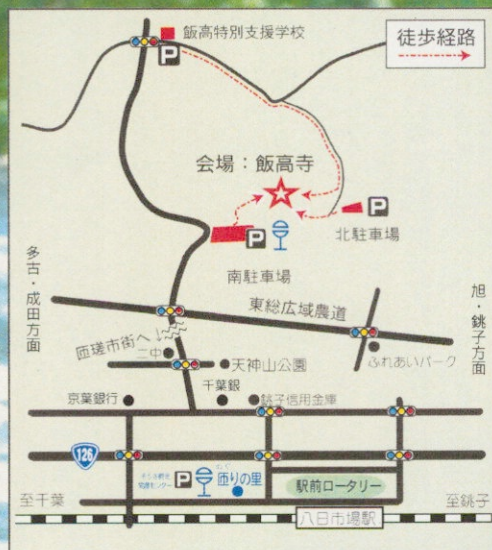 飯高特別支援学校
P
徒歩経路
会場：飯高寺
P
北駐車場
P
南駐車場
多古・成田方面
旭・銚子方面
東総広域農道
匝瑳市街へ↓
二中
ふれあいパーク
天神山公園
千葉銀
京葉銀行
銚子信用金庫
126
P
匝りの里
駅前ロータリー
至千葉
至銚子
八日市場駅